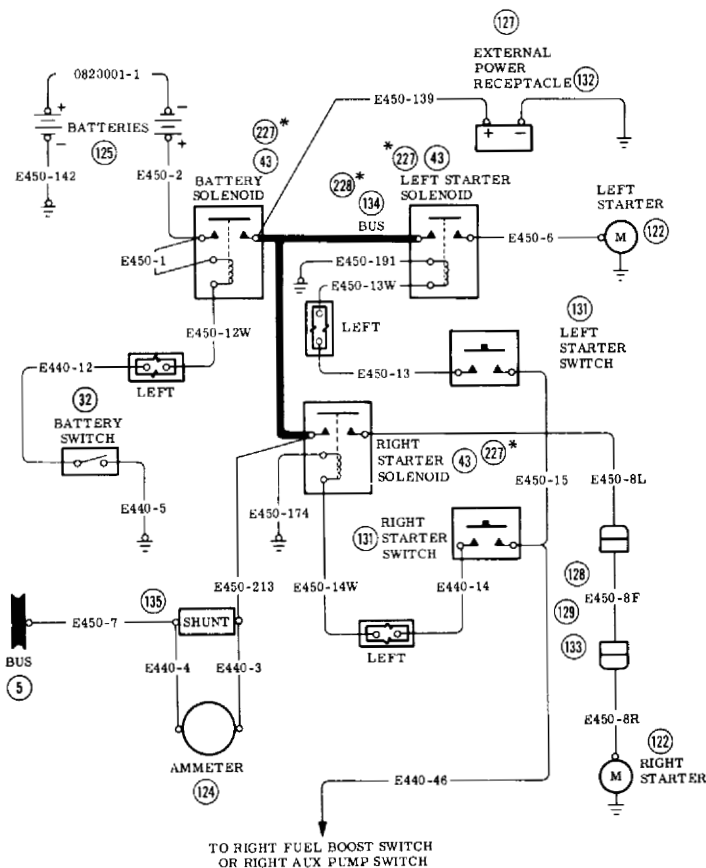 127
EXTERNAL
POWER
RECEPTACLE 132
0823001-1
+ -
BATTERIES
- +
125
E450-139
+ -
227 *
43
* 227 43
228 *
134
BATTERY
SOLENOID
LEFT STARTER
SOLENOID
BUS
LEFT
STARTER
122
M
E450-142
E450-2
E450-6
E450-1
E450-191
E450-13W
E450-12W
LEFT
131
LEFT
STARTER
SWITCH
E440-12
LEFT
E450-13
32
BATTERY
SWITCH
RIGHT
STARTER
SOLENOID
43 227 *
E440-5
E450-174
E450-15
E450-8L
131
RIGHT
STARTER
SWITCH
E450-213
E450-14W
E440-14
128
E450-8F
129
133
135
E450-7
SHUNT
LEFT
BUS
5
E440-4
E440-3
E450-8R
AMMETER
124
122
RIGHT
STARTER
M
E440-46
TO RIGHT FUEL BOOST SWITCH
OR RIGHT AUX PUMP SWITCH